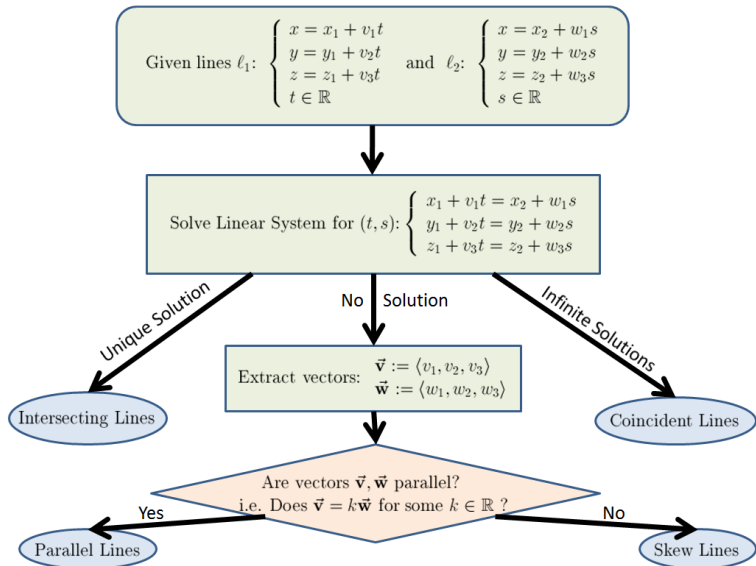 Given lines ℓ₁: { x = x₁ + v₁t
y = y₁ + v₂t
z = z₁ + v₃t
t ∈ ℝ
and ℓ₂: { x = x₂ + w₁s
y = y₂ + w₂s
z = z₂ + w₃s
s ∈ ℝ
Solve Linear System for (t, s): { x₁ + v₁t = x₂ + w₁s
y₁ + v₂t = y₂ + w₂s
z₁ + v₃t = z₂ + w₃s
Unique Solution
No Solution
Infinite Solutions
Intersecting Lines
Extract vectors: v⃗ := ⟨v₁, v₂, v₃⟩
w⃗ := ⟨w₁, w₂, w₃⟩
Coincident Lines
Are vectors v⃗, w⃗ parallel?
i.e. Does v⃗ = kw⃗ for some k ∈ ℝ ?
Yes
No
Parallel Lines
Skew Lines